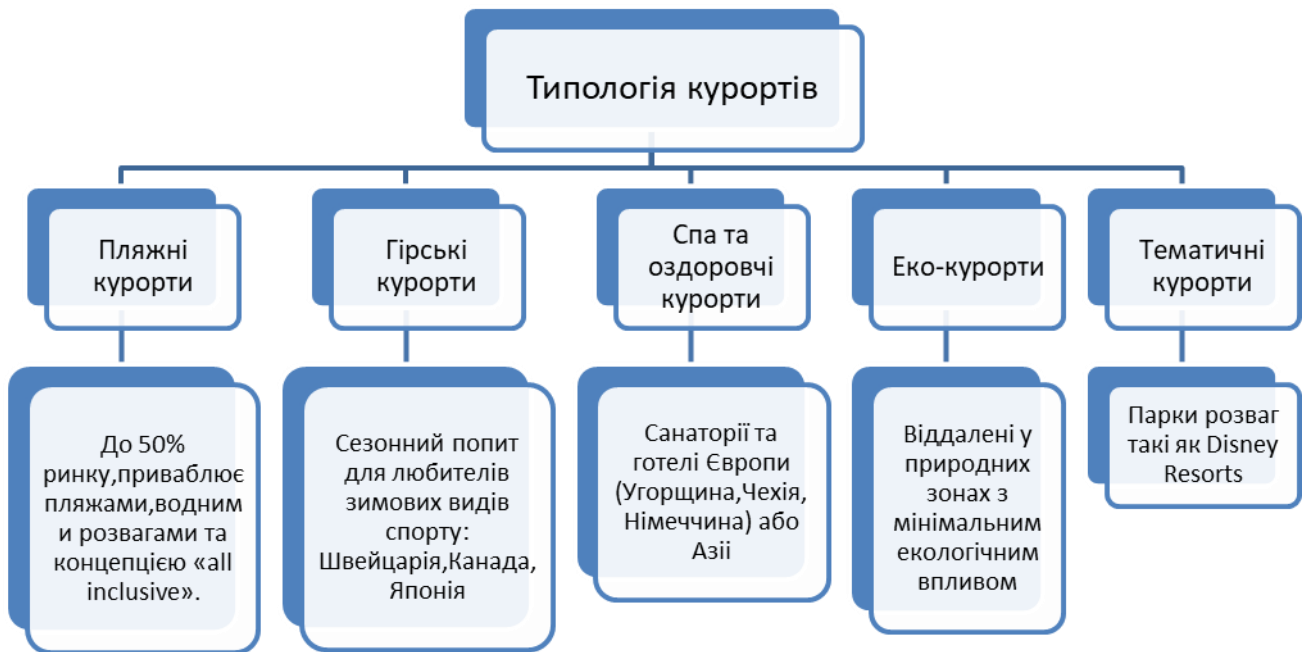 Типологія курортів
Пляжні
курорти
Гірські
курорти
Спа та
оздоровчі
курорти
Еко-курорти
Тематичні
курорти
До 50%
ринку,приваблює
пляжами,водним
и розвагами та
концепцією «all
inclusive».
Сезонний попит
для любителів
зимових видів
спорту:
Швейцарія,Канада,
Японія
Санаторії та
готелі Європи
(Угорщина,Чехія,
Німеччина) або
Азіі
Віддалені у
природних
зонах з
мінімальним
екологічним
впливом
Парки розваг
такі як Disney
Resorts